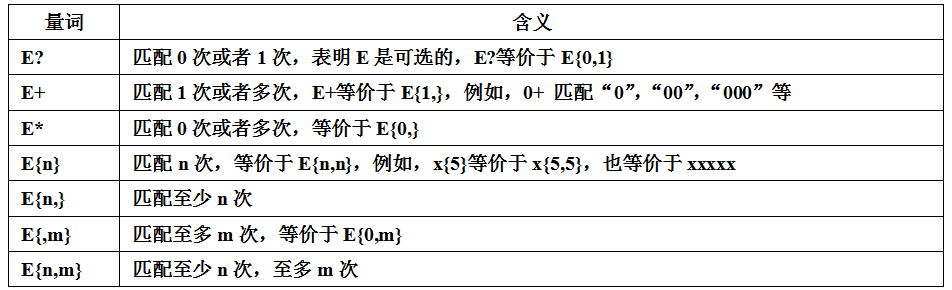 量词 含义
E? 匹配 0 次或者 1 次，表明 E 是可选的，E?等价于 E{0,1}
E+ 匹配 1 次或者多次，E+等价于 E{1,}，例如，0+ 匹配“0”，“00”，“000”等
E* 匹配 0 次或者多次，等价于 E{0,}
E{n} 匹配 n 次，等价于 E{n,n}，例如，x{5}等价于 x{5,5}，也等价于 xxxxx
E{n,} 匹配至少 n 次
E{,m} 匹配至多 m 次，等价于 E{0,m}
E{n,m} 匹配至少 n 次，至多 m 次